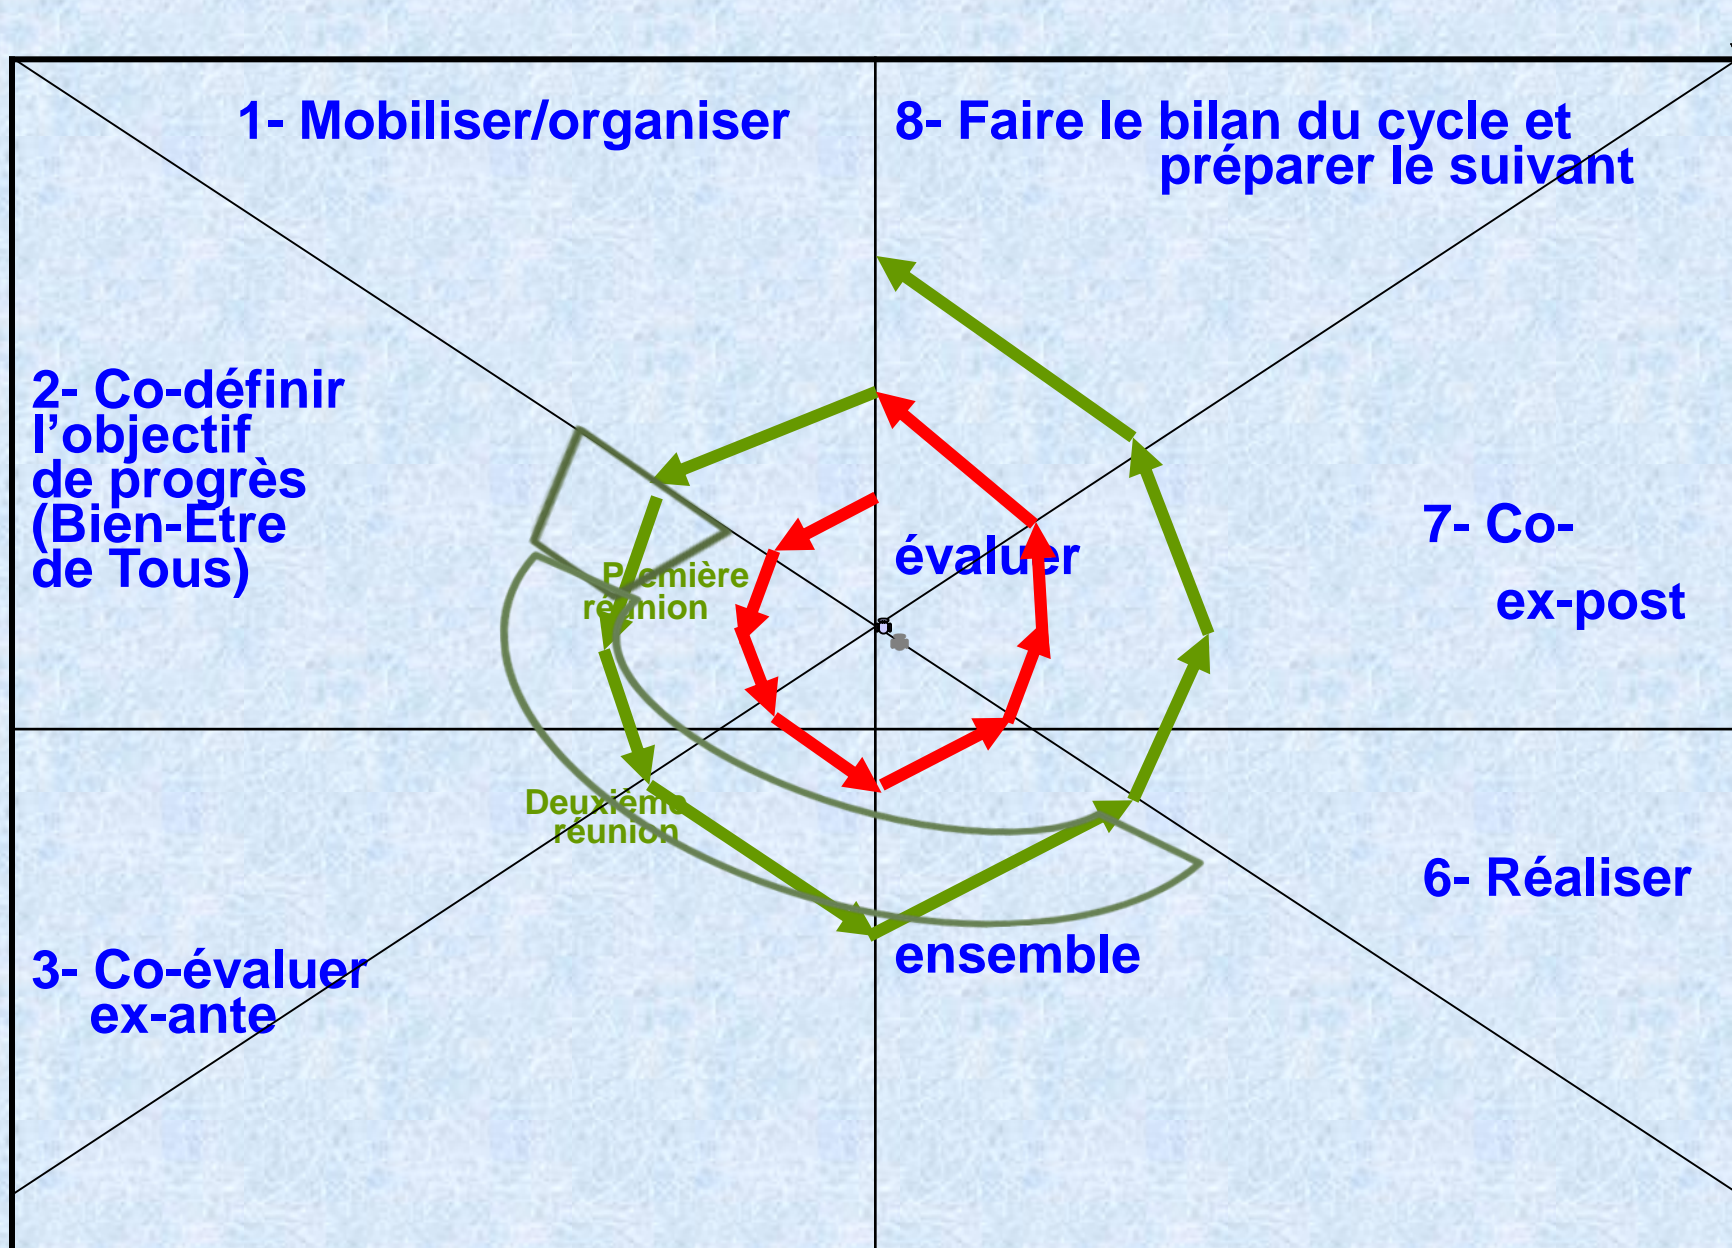 1- Mobiliser/organiser
8- Faire le bilan du cycle et
préparer le suivant
2- Co-définir
l'objectif
de progrès
(Bien-Etre
de Tous)
évaluer
7- Co-
ex-post
Première
réunion
Deuxième
réunion
6- Réaliser
ensemble
3- Co-évaluer
ex-ante